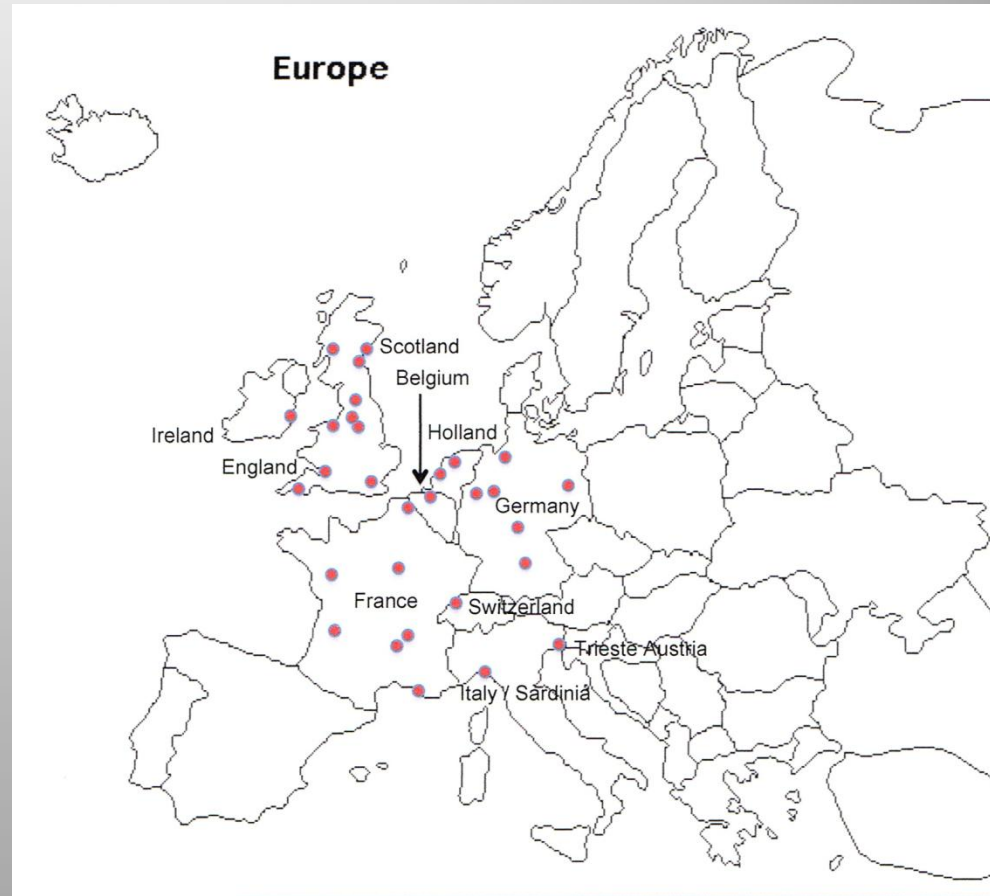 Europe
Scotland
Belgium
Ireland
Holland
England
Germany
France
Switzerland
Trieste Austria
Italy / Sardinia